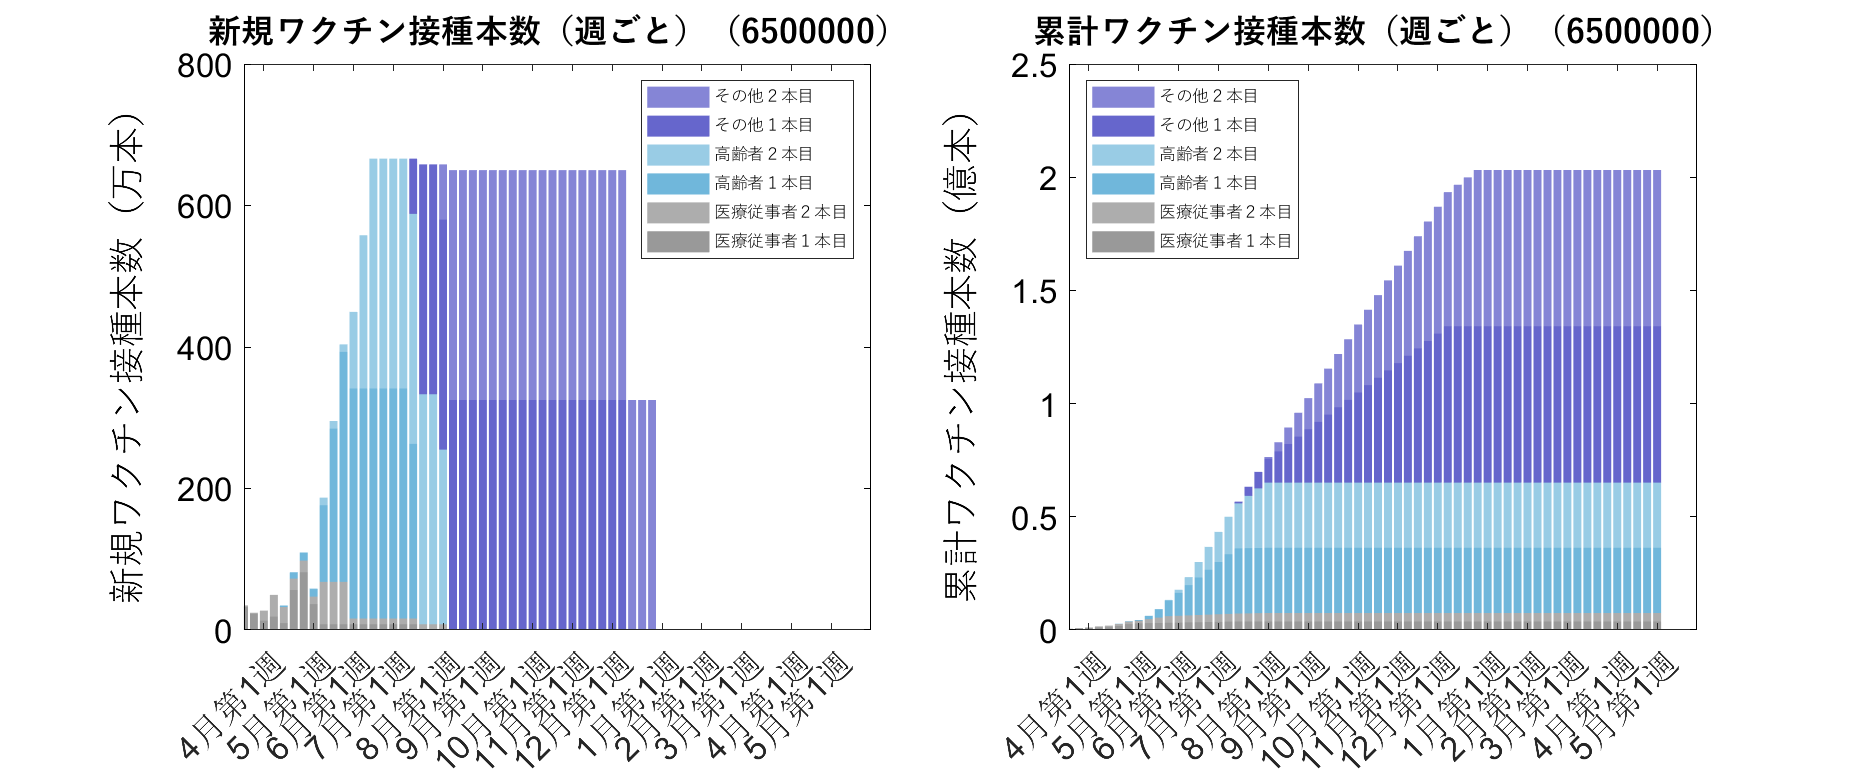 新規ワクチン接種本数（週ごと）（6500000）
新規ワクチン接種本数（万本）
800
600
400
200
0
その他２本目
その他１本目
高齢者２本目
高齢者１本目
医療従事者２本目
医療従事者１本目
4月第1週
5月第1週
6月第1週
7月第1週
8月第1週
9月第1週
10月第1週
11月第1週
12月第1週
1月第1週
2月第1週
3月第1週
4月第1週
5月第1週
累計ワクチン接種本数（週ごと）（6500000）
累計ワクチン接種本数（億本）
2.5
2
1.5
1
0.5
0
その他２本目
その他１本目
高齢者２本目
高齢者１本目
医療従事者２本目
医療従事者１本目
4月第1週
5月第1週
6月第1週
7月第1週
8月第1週
9月第1週
10月第1週
11月第1週
12月第1週
1月第1週
2月第1週
3月第1週
4月第1週
5月第1週